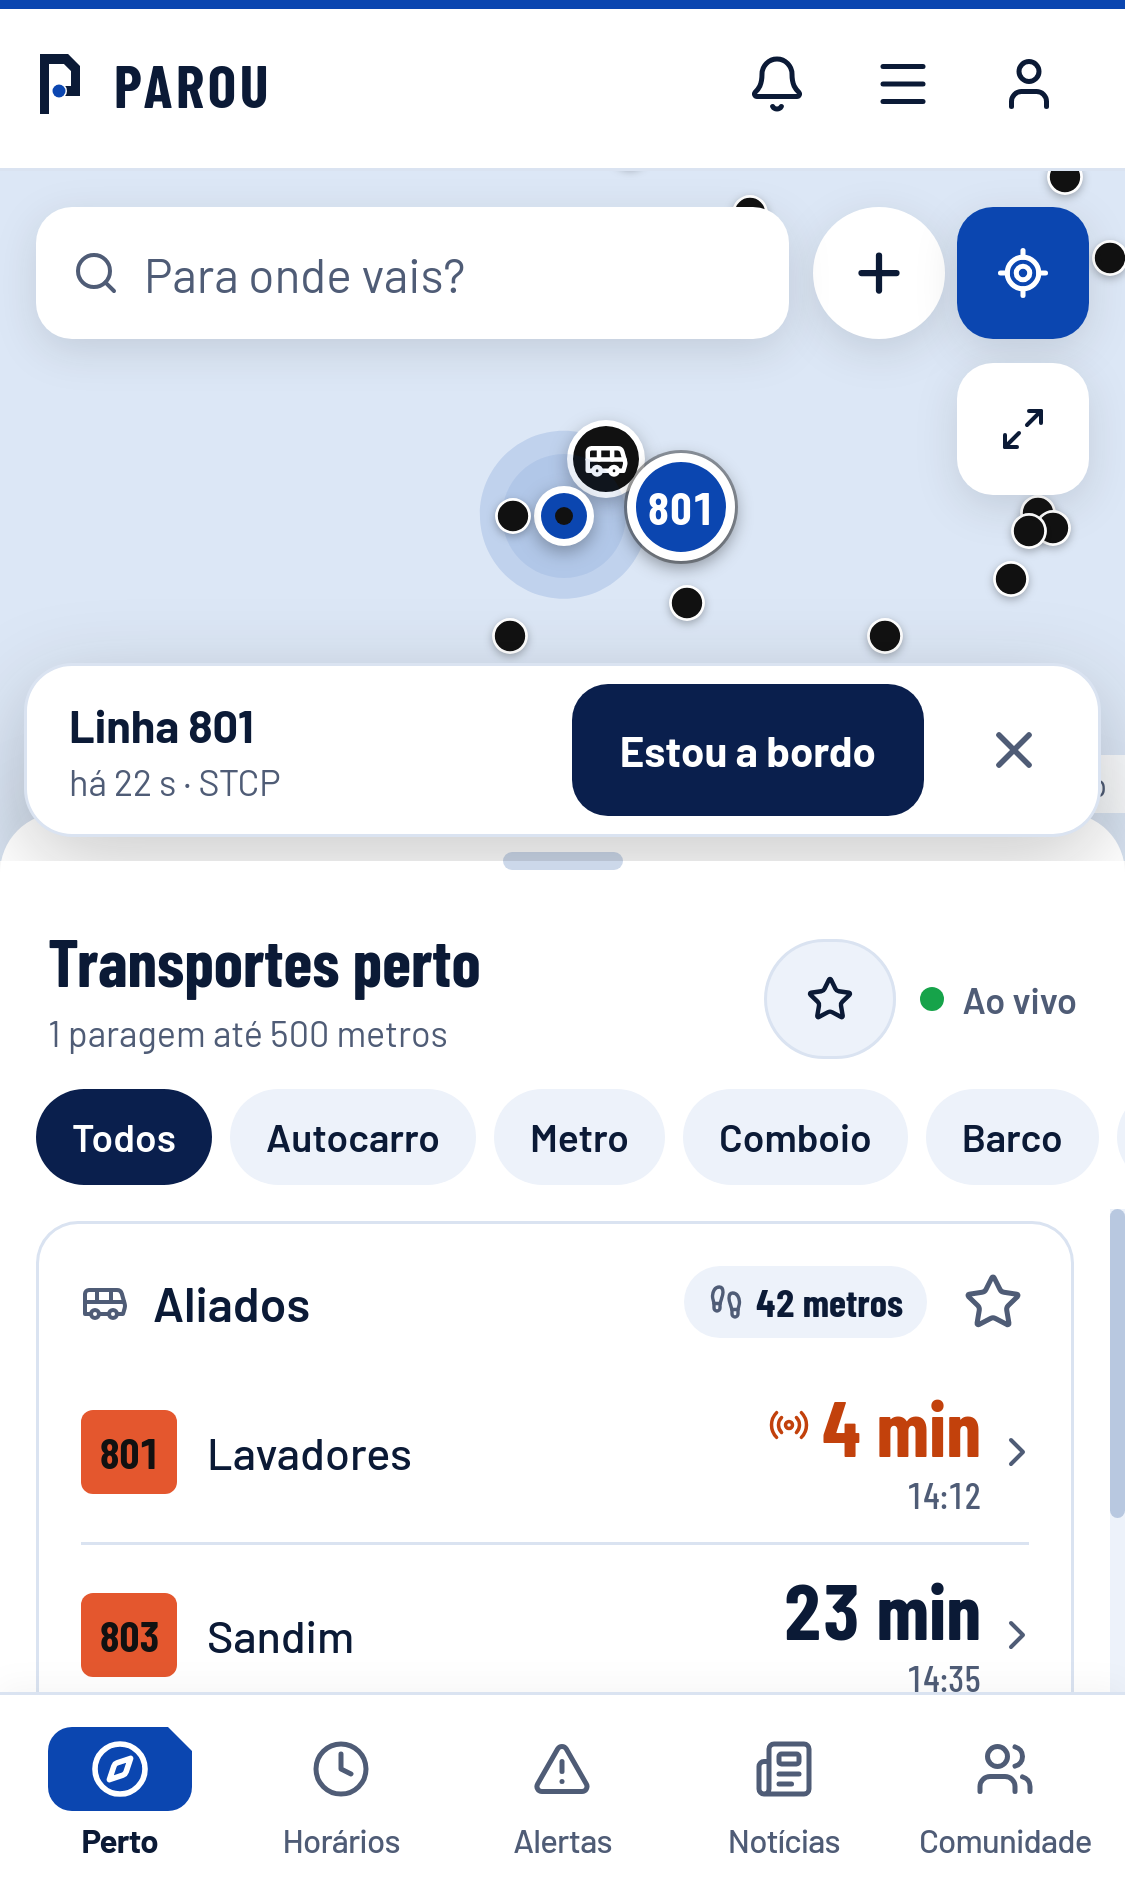 PAROU
Para onde vais?
801
Linha 801
há 22 s · STCP
Estou a bordo
Transportes perto
1 paragem até 500 metros
Ao vivo
Todos
Autocarro
Metro
Comboio
Barco
Aliados
42 metros
801
Lavadores
4 min
14:12
803
Sandim
23 min
14:35
Perto
Horários
Alertas
Notícias
Comunidade